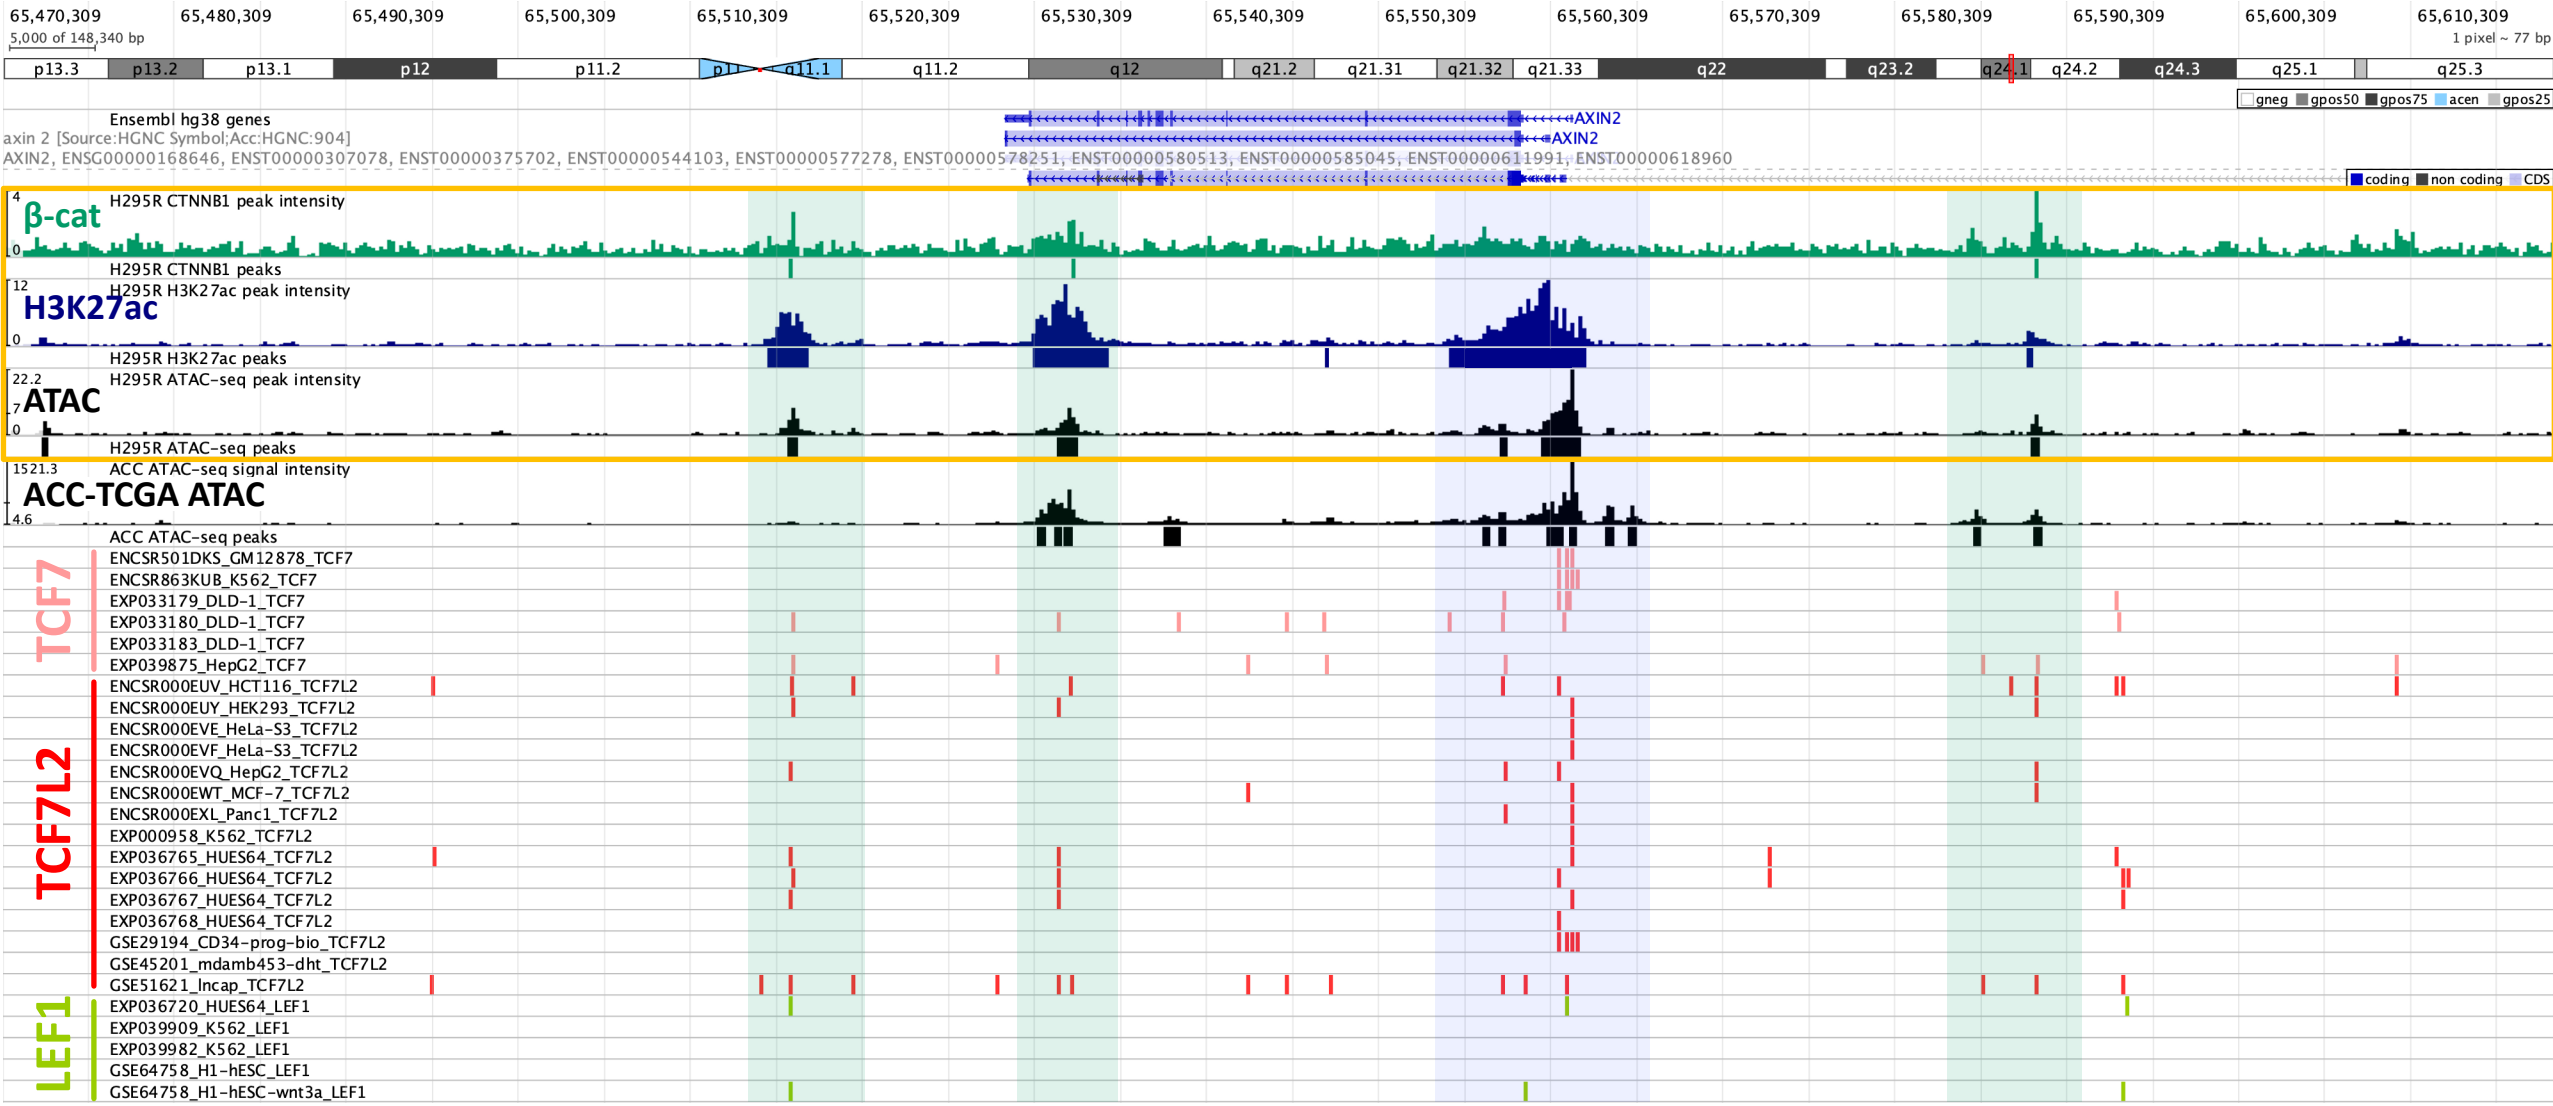 65,470,309 65,480,309 65,490,309 65,500,309 65,510,309 65,520,309 65,530,309 65,540,309 65,550,309 65,560,309 65,570,309 65,580,309 65,590,309 65,600,309 65,610,309
5,000 of 148,340 bp 1 pixel ~ 77 bp
p13.3 p13.2 p13.1 p12 p11.2 q11.1 q11.2 q12 q21.2 q21.31 q21.32 q21.33 q22 q23.2 q24.1 q24.2 q24.3 q25.1 q25.3
gneg gpos50 gpos75 acen gpos25
Ensembl hg38 genes AXIN2
axin 2 [Source:HGNC Symbol;Acc:HGNC:904] AXIN2
AXIN2, ENSG00000168646, ENST00000307078, ENST00000375702, ENST00000544103, ENST00000577278, ENST00000578251, ENST00000580513, ENST00000585045, ENST00000611991, ENST00000618960
coding non coding CDS
4 H295R CTNNB1 peak intensity
β-cat
0
H295R CTNNB1 peaks
12 H295R H3K27ac peak intensity
H3K27ac
0
H295R H3K27ac peaks
22.2 H295R ATAC-seq peak intensity
ATAC
7
0
H295R ATAC-seq peaks
1521.3 ACC ATAC-seq signal intensity
ACC-TCGA ATAC
4.6
ACC ATAC-seq peaks
TCF7
ENCSR501DKS_GM12878_TCF7
ENCSR863KUB_K562_TCF7
EXP033179_DLD-1_TCF7
EXP033180_DLD-1_TCF7
EXP033183_DLD-1_TCF7
EXP039875_HepG2_TCF7
TCF7L2
ENCSR000EUV_HCT116_TCF7L2
ENCSR000EUY_HEK293_TCF7L2
ENCSR000EVE_HeLa-S3_TCF7L2
ENCSR000EVF_HeLa-S3_TCF7L2
ENCSR000EVQ_HepG2_TCF7L2
ENCSR000EWT_MCF-7_TCF7L2
ENCSR000EXL_Panc1_TCF7L2
EXP000958_K562_TCF7L2
EXP036765_HUES64_TCF7L2
EXP036766_HUES64_TCF7L2
EXP036767_HUES64_TCF7L2
EXP036768_HUES64_TCF7L2
GSE29194_CD34-prog-bio_TCF7L2
GSE45201_mdamb453-dht_TCF7L2
GSE51621_lncap_TCF7L2
LEF1
EXP036720_HUES64_LEF1
EXP039909_K562_LEF1
EXP039982_K562_LEF1
GSE64758_H1-hESC_LEF1
GSE64758_H1-hESC-wnt3a_LEF1